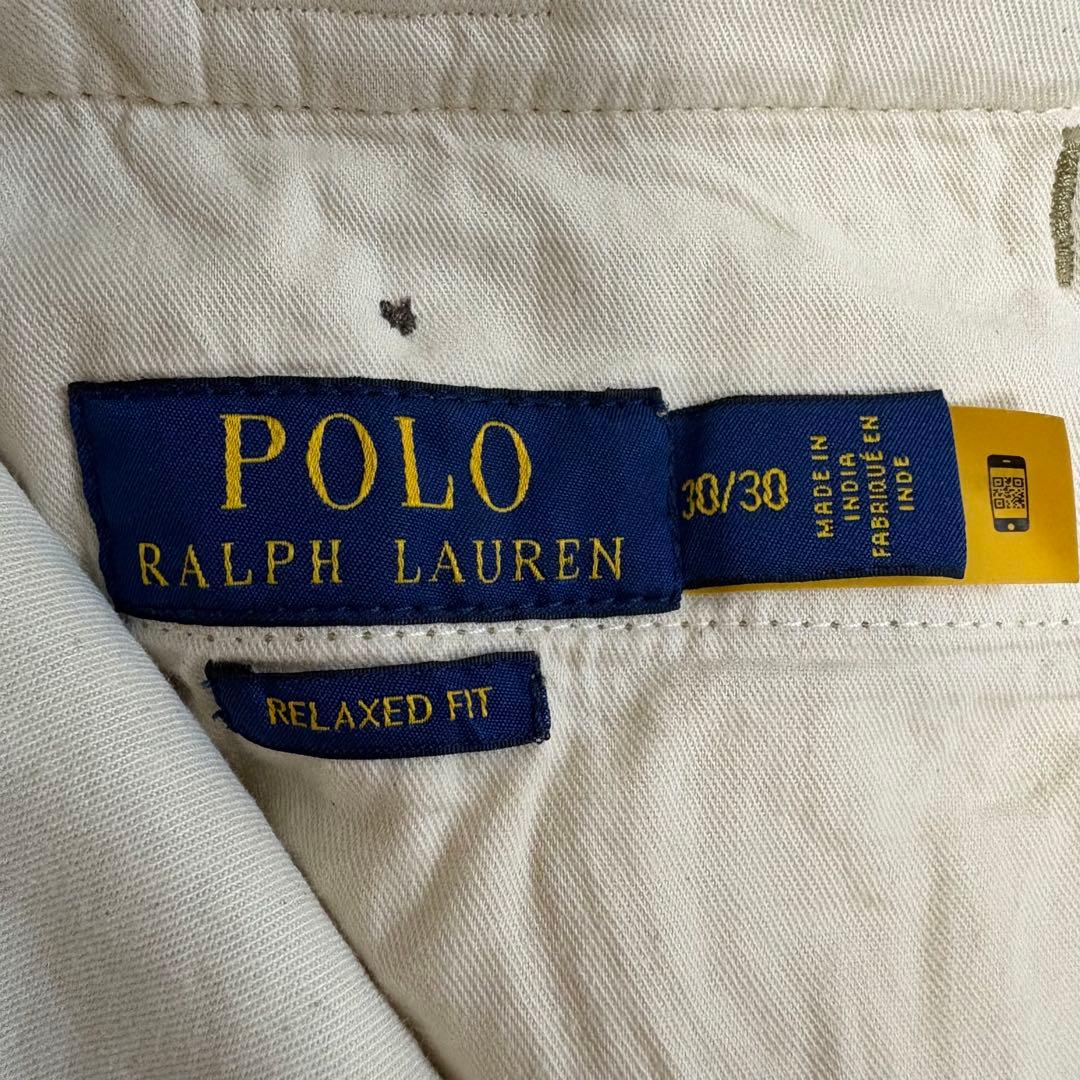 POLO
RALPH LAUREN
30/30
MADE IN
INDIA
FABRIQUÉ EN
INDE
RELAXED FIT